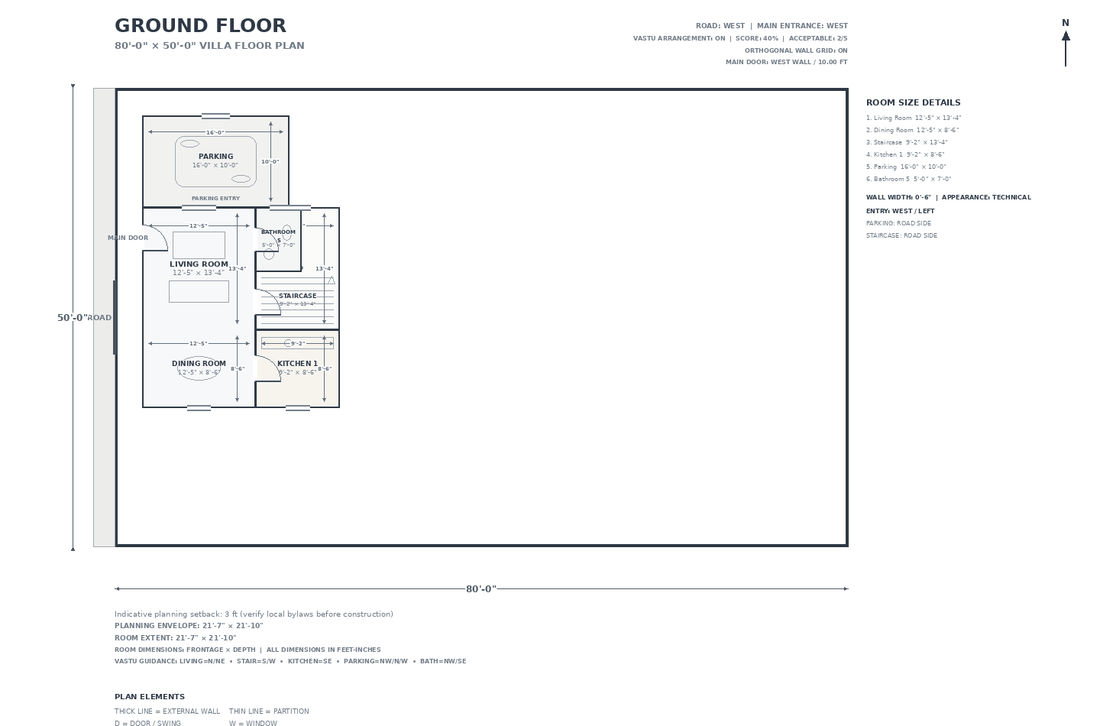 GROUND FLOOR
80'-0" × 50'-0" VILLA FLOOR PLAN
ROAD: WEST | MAIN ENTRANCE: WEST
VASTU ARRANGEMENT: ON | SCORE: 40% | ACCEPTABLE: 2/5
ORTHOGONAL WALL GRID: ON
MAIN DOOR: WEST WALL / 10.00 FT
N
16'-0"
PARKING
16'-0" × 10'-0"
10'-0"
PARKING ENTRY
12'-5"
MAIN DOOR
BATHROOM
5
5'-0" × 7'-0"
LIVING ROOM
12'-5" × 13'-4"
13'-4"
13'-4"
STAIRCASE
9'-2" × 13'-4"
50'-0"
ROAD
12'-5"
9'-2"
DINING ROOM
12'-5" × 8'-6"
8'-6"
KITCHEN 1
9'-2" × 8'-6"
8'-6"
ROOM SIZE DETAILS
1. Living Room 12'-5" × 13'-4"
2. Dining Room 12'-5" × 8'-6"
3. Staircase 9'-2" × 13'-4"
4. Kitchen 1 9'-2" × 8'-6"
5. Parking 16'-0" × 10'-0"
6. Bathroom 5 5'-0" × 7'-0"
WALL WIDTH: 0'-6" | APPEARANCE: TECHNICAL
ENTRY: WEST / LEFT
PARKING: ROAD SIDE
STAIRCASE: ROAD SIDE
80'-0"
Indicative planning setback: 3 ft (verify local bylaws before construction)
PLANNING ENVELOPE: 21'-7" × 21'-10"
ROOM EXTENT: 21'-7" × 21'-10"
ROOM DIMENSIONS: FRONTAGE × DEPTH | ALL DIMENSIONS IN FEET-INCHES
VASTU GUIDANCE: LIVING=N/NE • STAIR=S/W • KITCHEN=SE • PARKING=NW/N/W • BATH=NW/SE
PLAN ELEMENTS
THICK LINE = EXTERNAL WALL THIN LINE = PARTITION
D = DOOR / SWING W = WINDOW